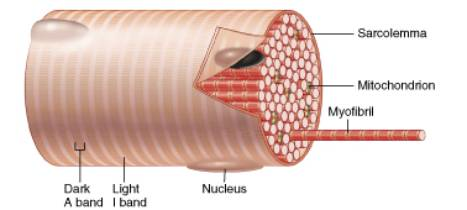 Sarcolemma
Mitochondrion
Myofibril
Dark
A band
Light
I band
Nucleus